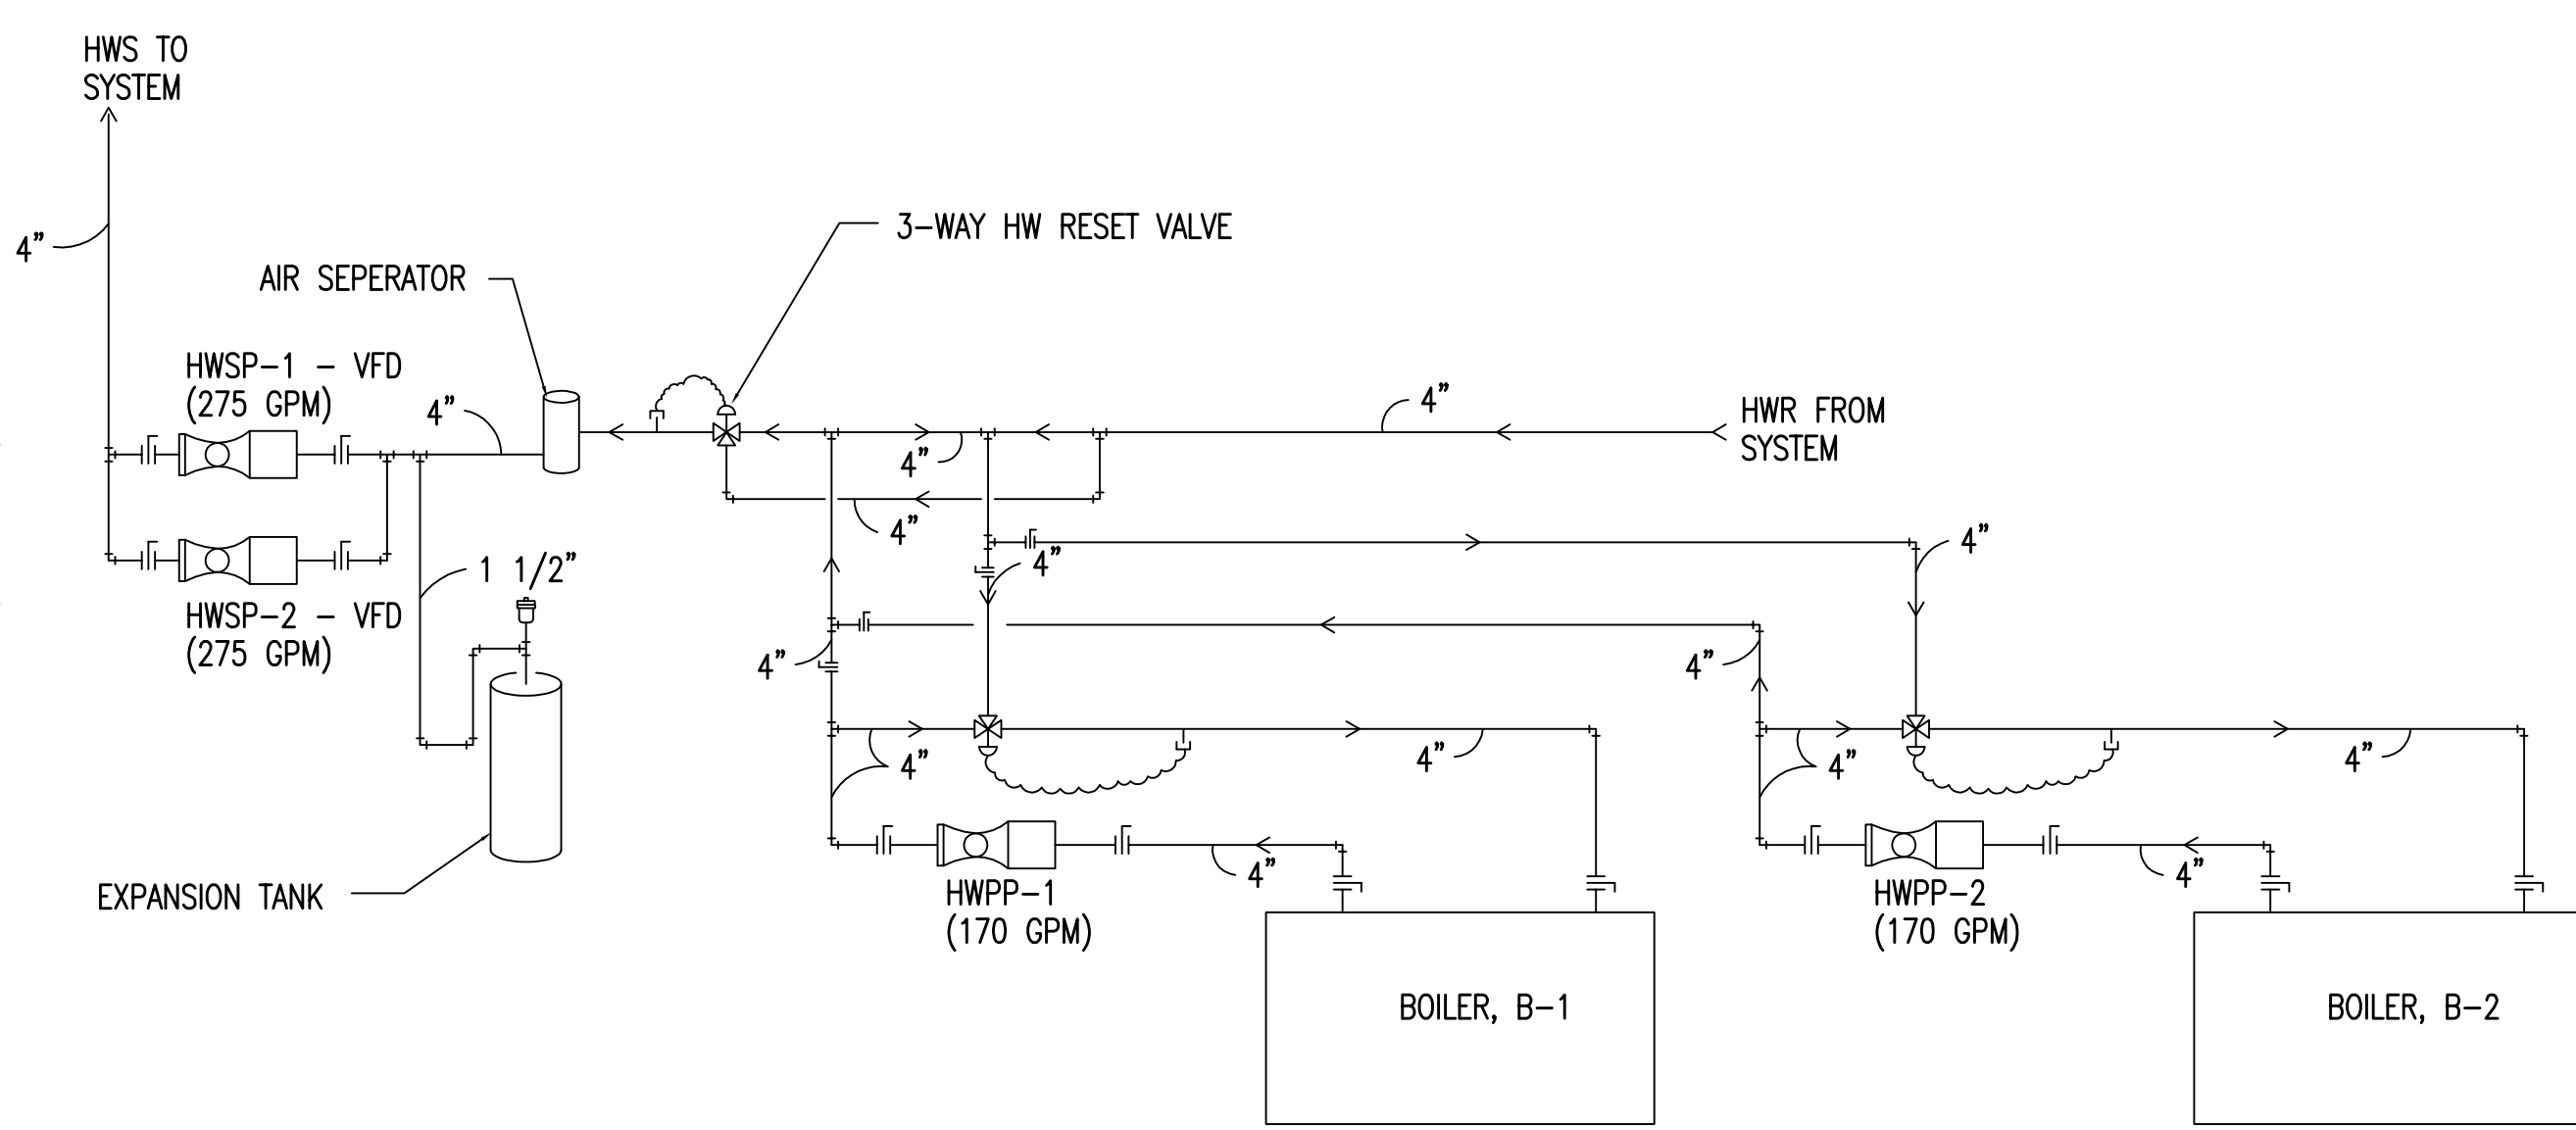 HWS TO
SYSTEM
4"
3-WAY HW RESET VALVE
AIR SEPERATOR
HWSP-1 - VFD
(275 GPM)
4"
4"
HWR FROM
SYSTEM
4"
4"
4"
4"
1 1/2"
HWSP-2 - VFD
(275 GPM)
4"
4"
4"
4"
4"
4"
EXPANSION TANK
HWPP-1
(170 GPM)
4"
HWPP-2
(170 GPM)
4"
BOILER, B-1
BOILER, B-2